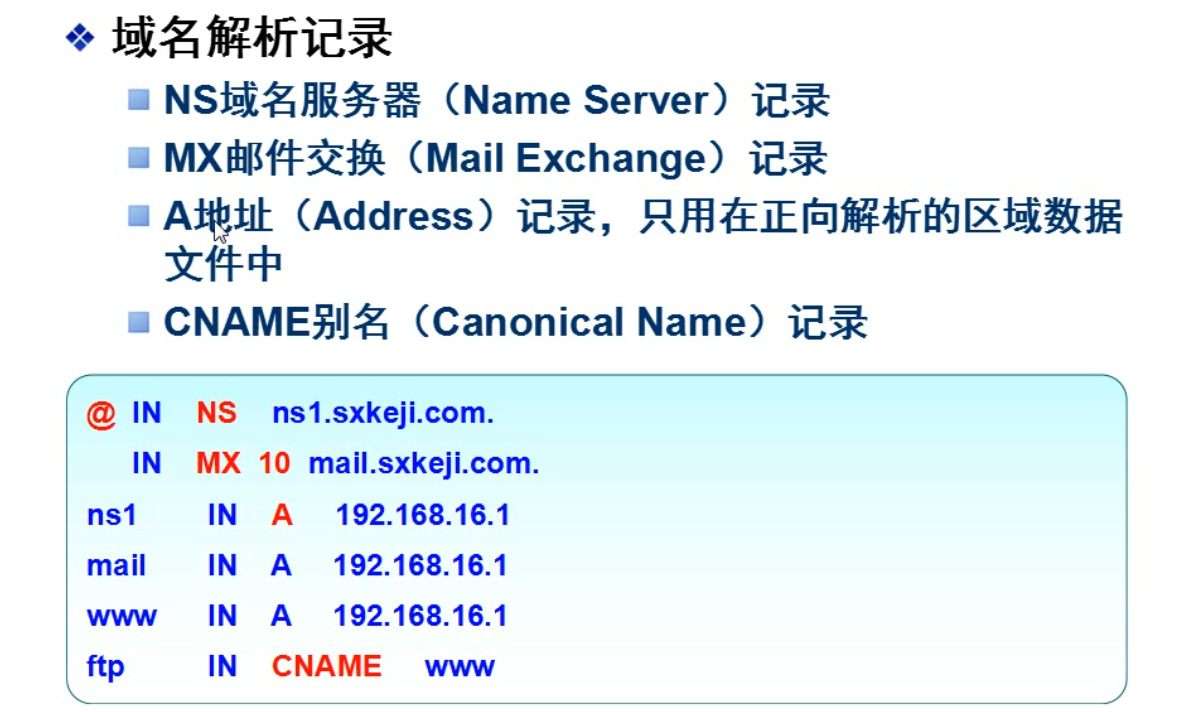 域名解析记录
NS域名服务器（Name Server）记录
MX邮件交换（Mail Exchange）记录
A地址（Address）记录，只用在正向解析的区域数据
文件中
CNAME别名（Canonical Name）记录
@ IN NS ns1.sxkeji.com.
IN MX 10 mail.sxkeji.com.
ns1 IN A 192.168.16.1
mail IN A 192.168.16.1
www IN A 192.168.16.1
ftp IN CNAME www